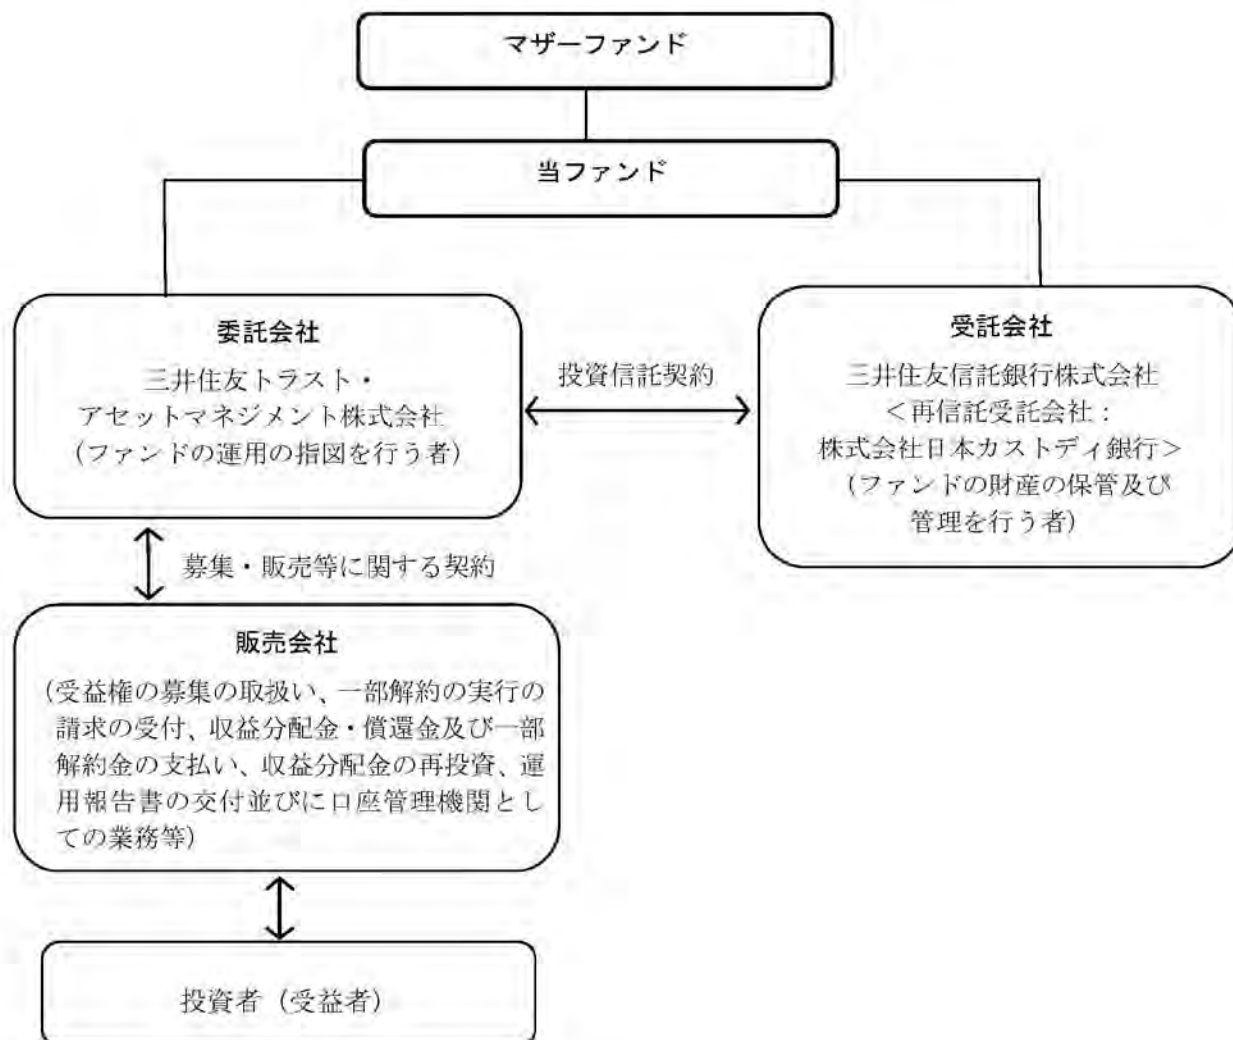 マザーファンド
当ファンド
委託会社
三井住友トラスト・
アセットマネジメント株式会社
(ファンドの運用の指図を行う者)
投資信託契約
受託会社
三井住友信託銀行株式会社
<再信託受託会社:
株式会社日本カストディ銀行>
(ファンドの財産の保管及び
管理を行う者)
募集・販売等に関する契約
販売会社
(受益権の募集の取扱い、一部解約の実行の
請求の受付、収益分配金・償還金及び一部
解約金の支払い、収益分配金の再投資、運
用報告書の交付並びに口座管理機関とし
ての業務等)
投資者(受益者)